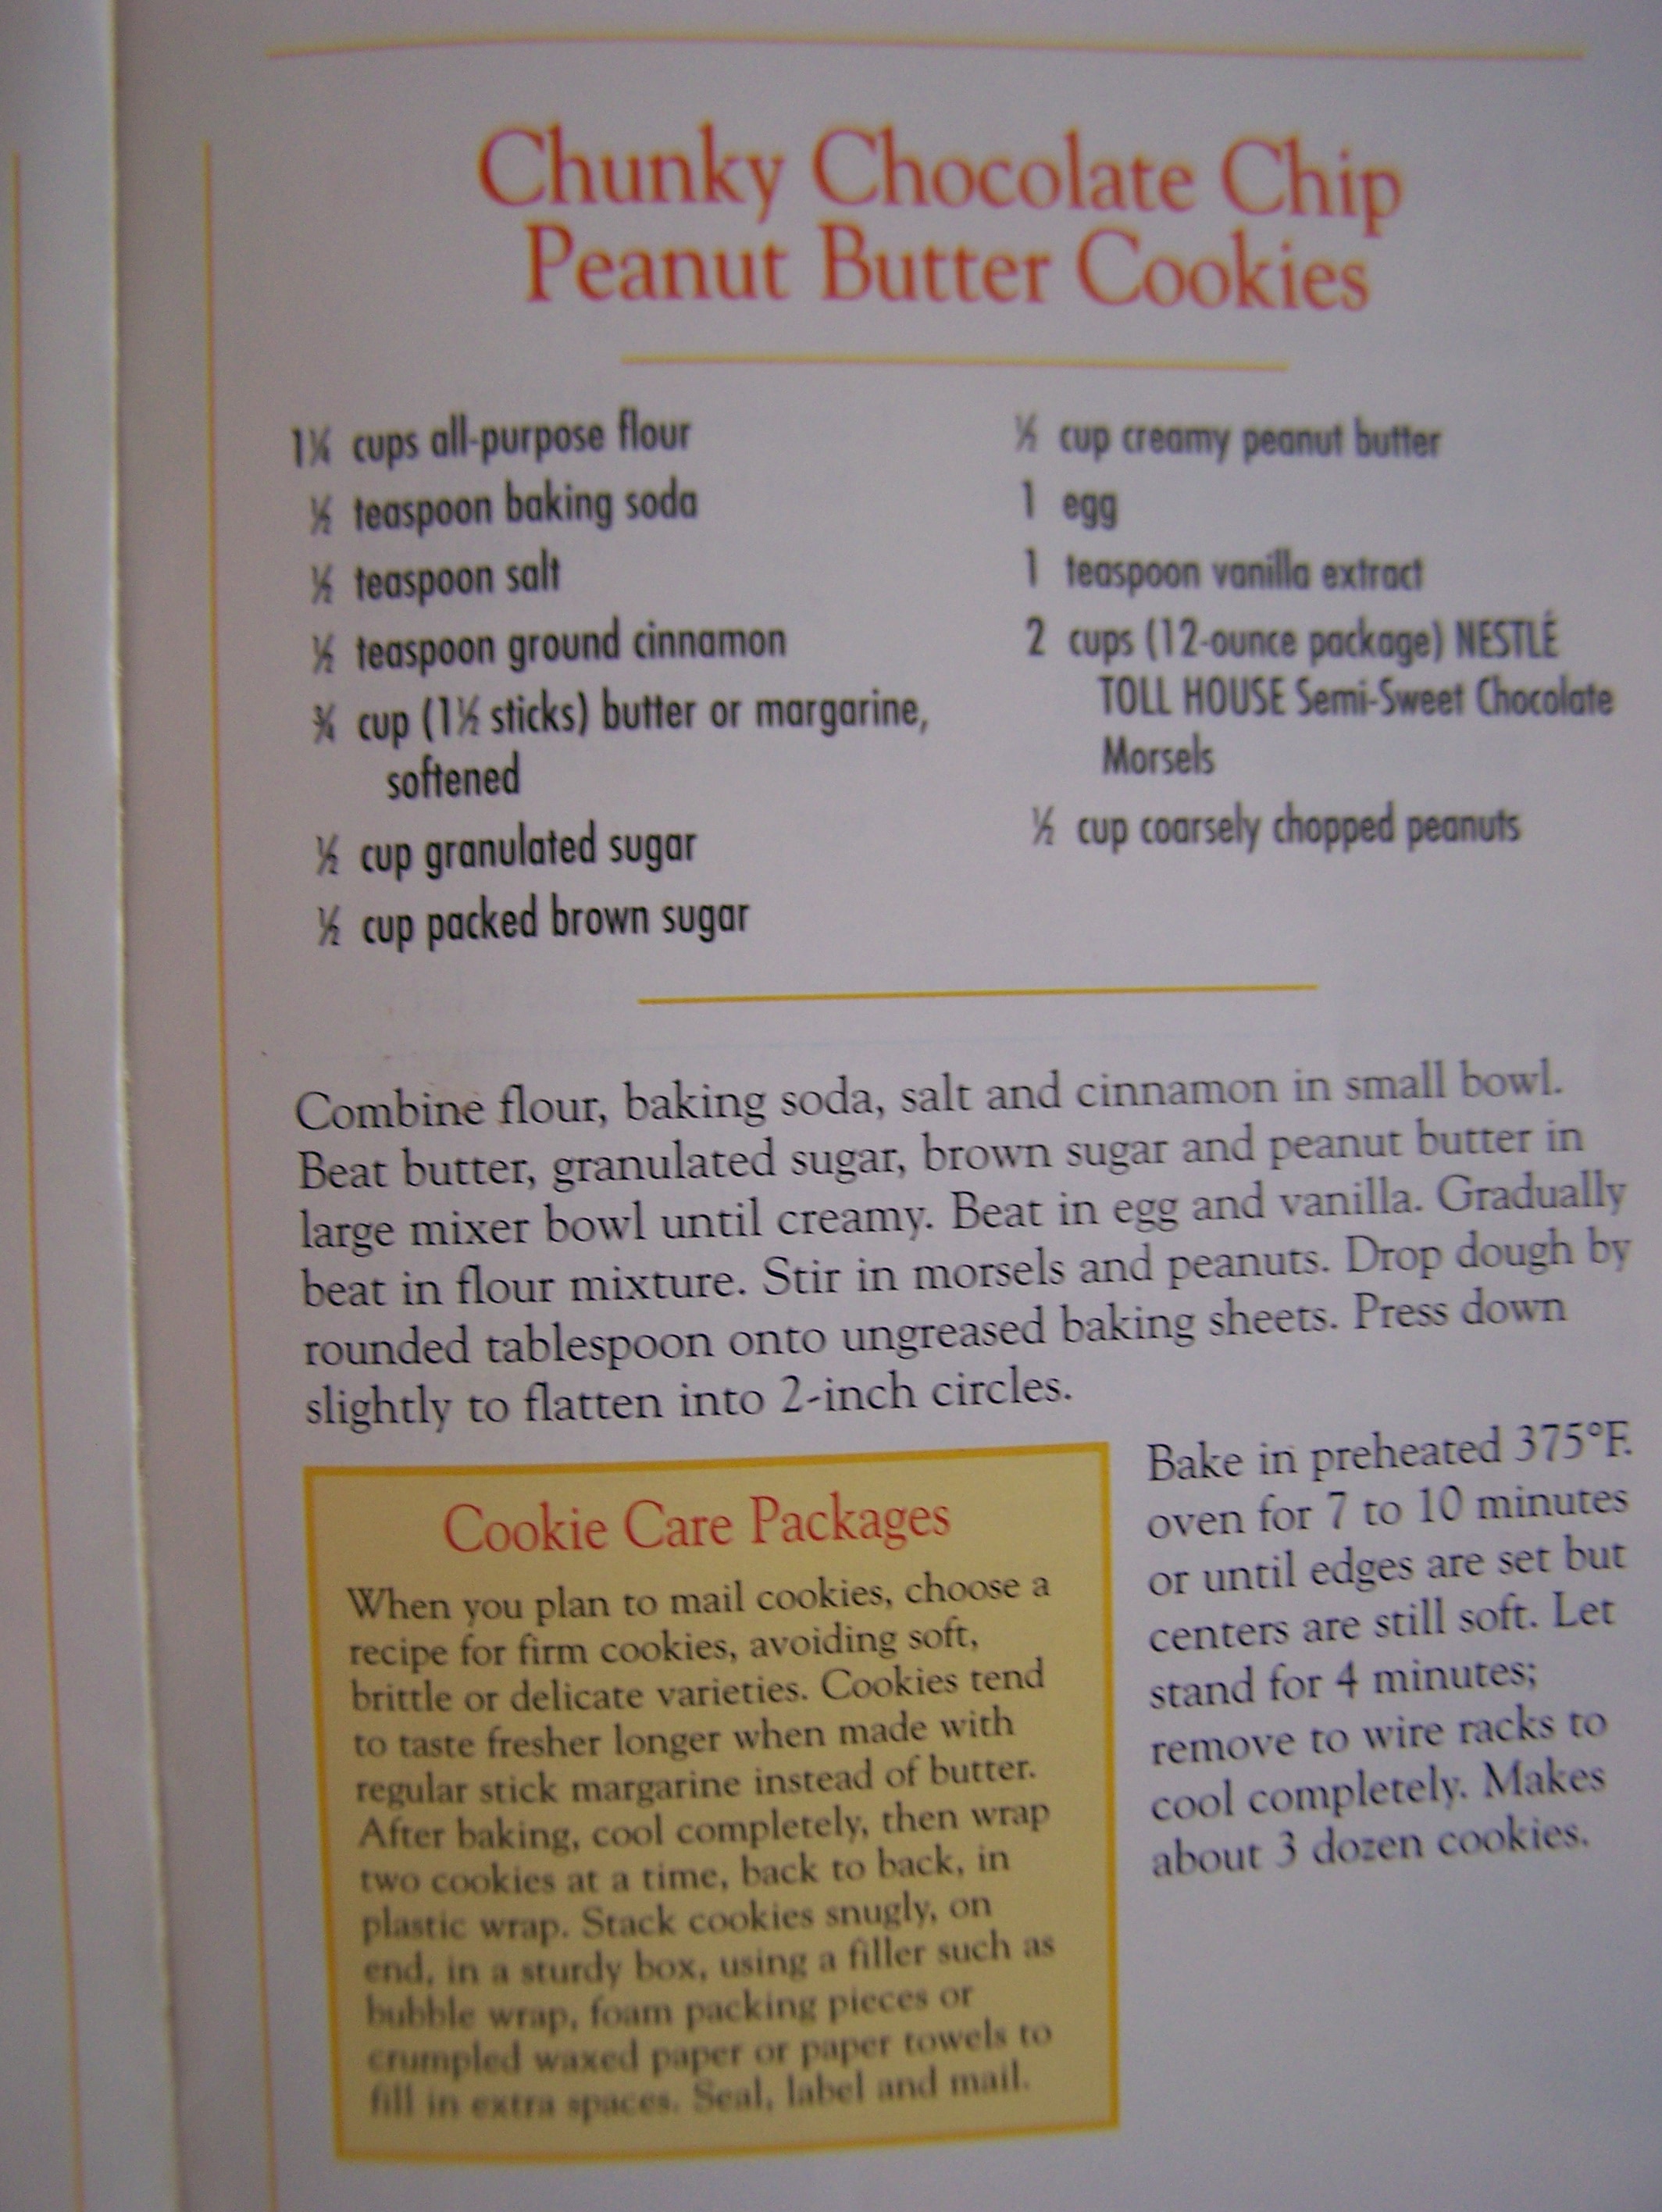 Chunky Chocolate Chip
Peanut Butter Cookies
1¼ cups all-purpose flour
½ teaspoon baking soda
½ teaspoon salt
½ teaspoon ground cinnamon
¾ cup (1½ sticks) butter or margarine,
softened
½ cup granulated sugar
½ cup packed brown sugar
½ cup creamy peanut butter
1 egg
1 teaspoon vanilla extract
2 cups (12-ounce package) NESTLÉ
TOLL HOUSE Semi-Sweet Chocolate
Morsels
½ cup coarsely chopped peanuts
Combine flour, baking soda, salt and cinnamon in small bowl.
Beat butter, granulated sugar, brown sugar and peanut butter in
large mixer bowl until creamy. Beat in egg and vanilla. Gradually
beat in flour mixture. Stir in morsels and peanuts. Drop dough by
rounded tablespoon onto ungreased baking sheets. Press down
slightly to flatten into 2-inch circles.
Bake in preheated 375°F.
oven for 7 to 10 minutes
or until edges are set but
centers are still soft. Let
stand for 4 minutes;
remove to wire racks to
cool completely. Makes
about 3 dozen cookies.
Cookie Care Packages
When you plan to mail cookies, choose a
recipe for firm cookies, avoiding soft,
brittle or delicate varieties. Cookies tend
to taste fresher longer when made with
regular stick margarine instead of butter.
After baking, cool completely, then wrap
two cookies at a time, back to back, in
plastic wrap. Stack cookies snugly, on
end, in a sturdy box, using a filler such as
bubble wrap, foam packing pieces or
crumpled waxed paper or paper towels to
fill in extra spaces. Seal, label and mail.